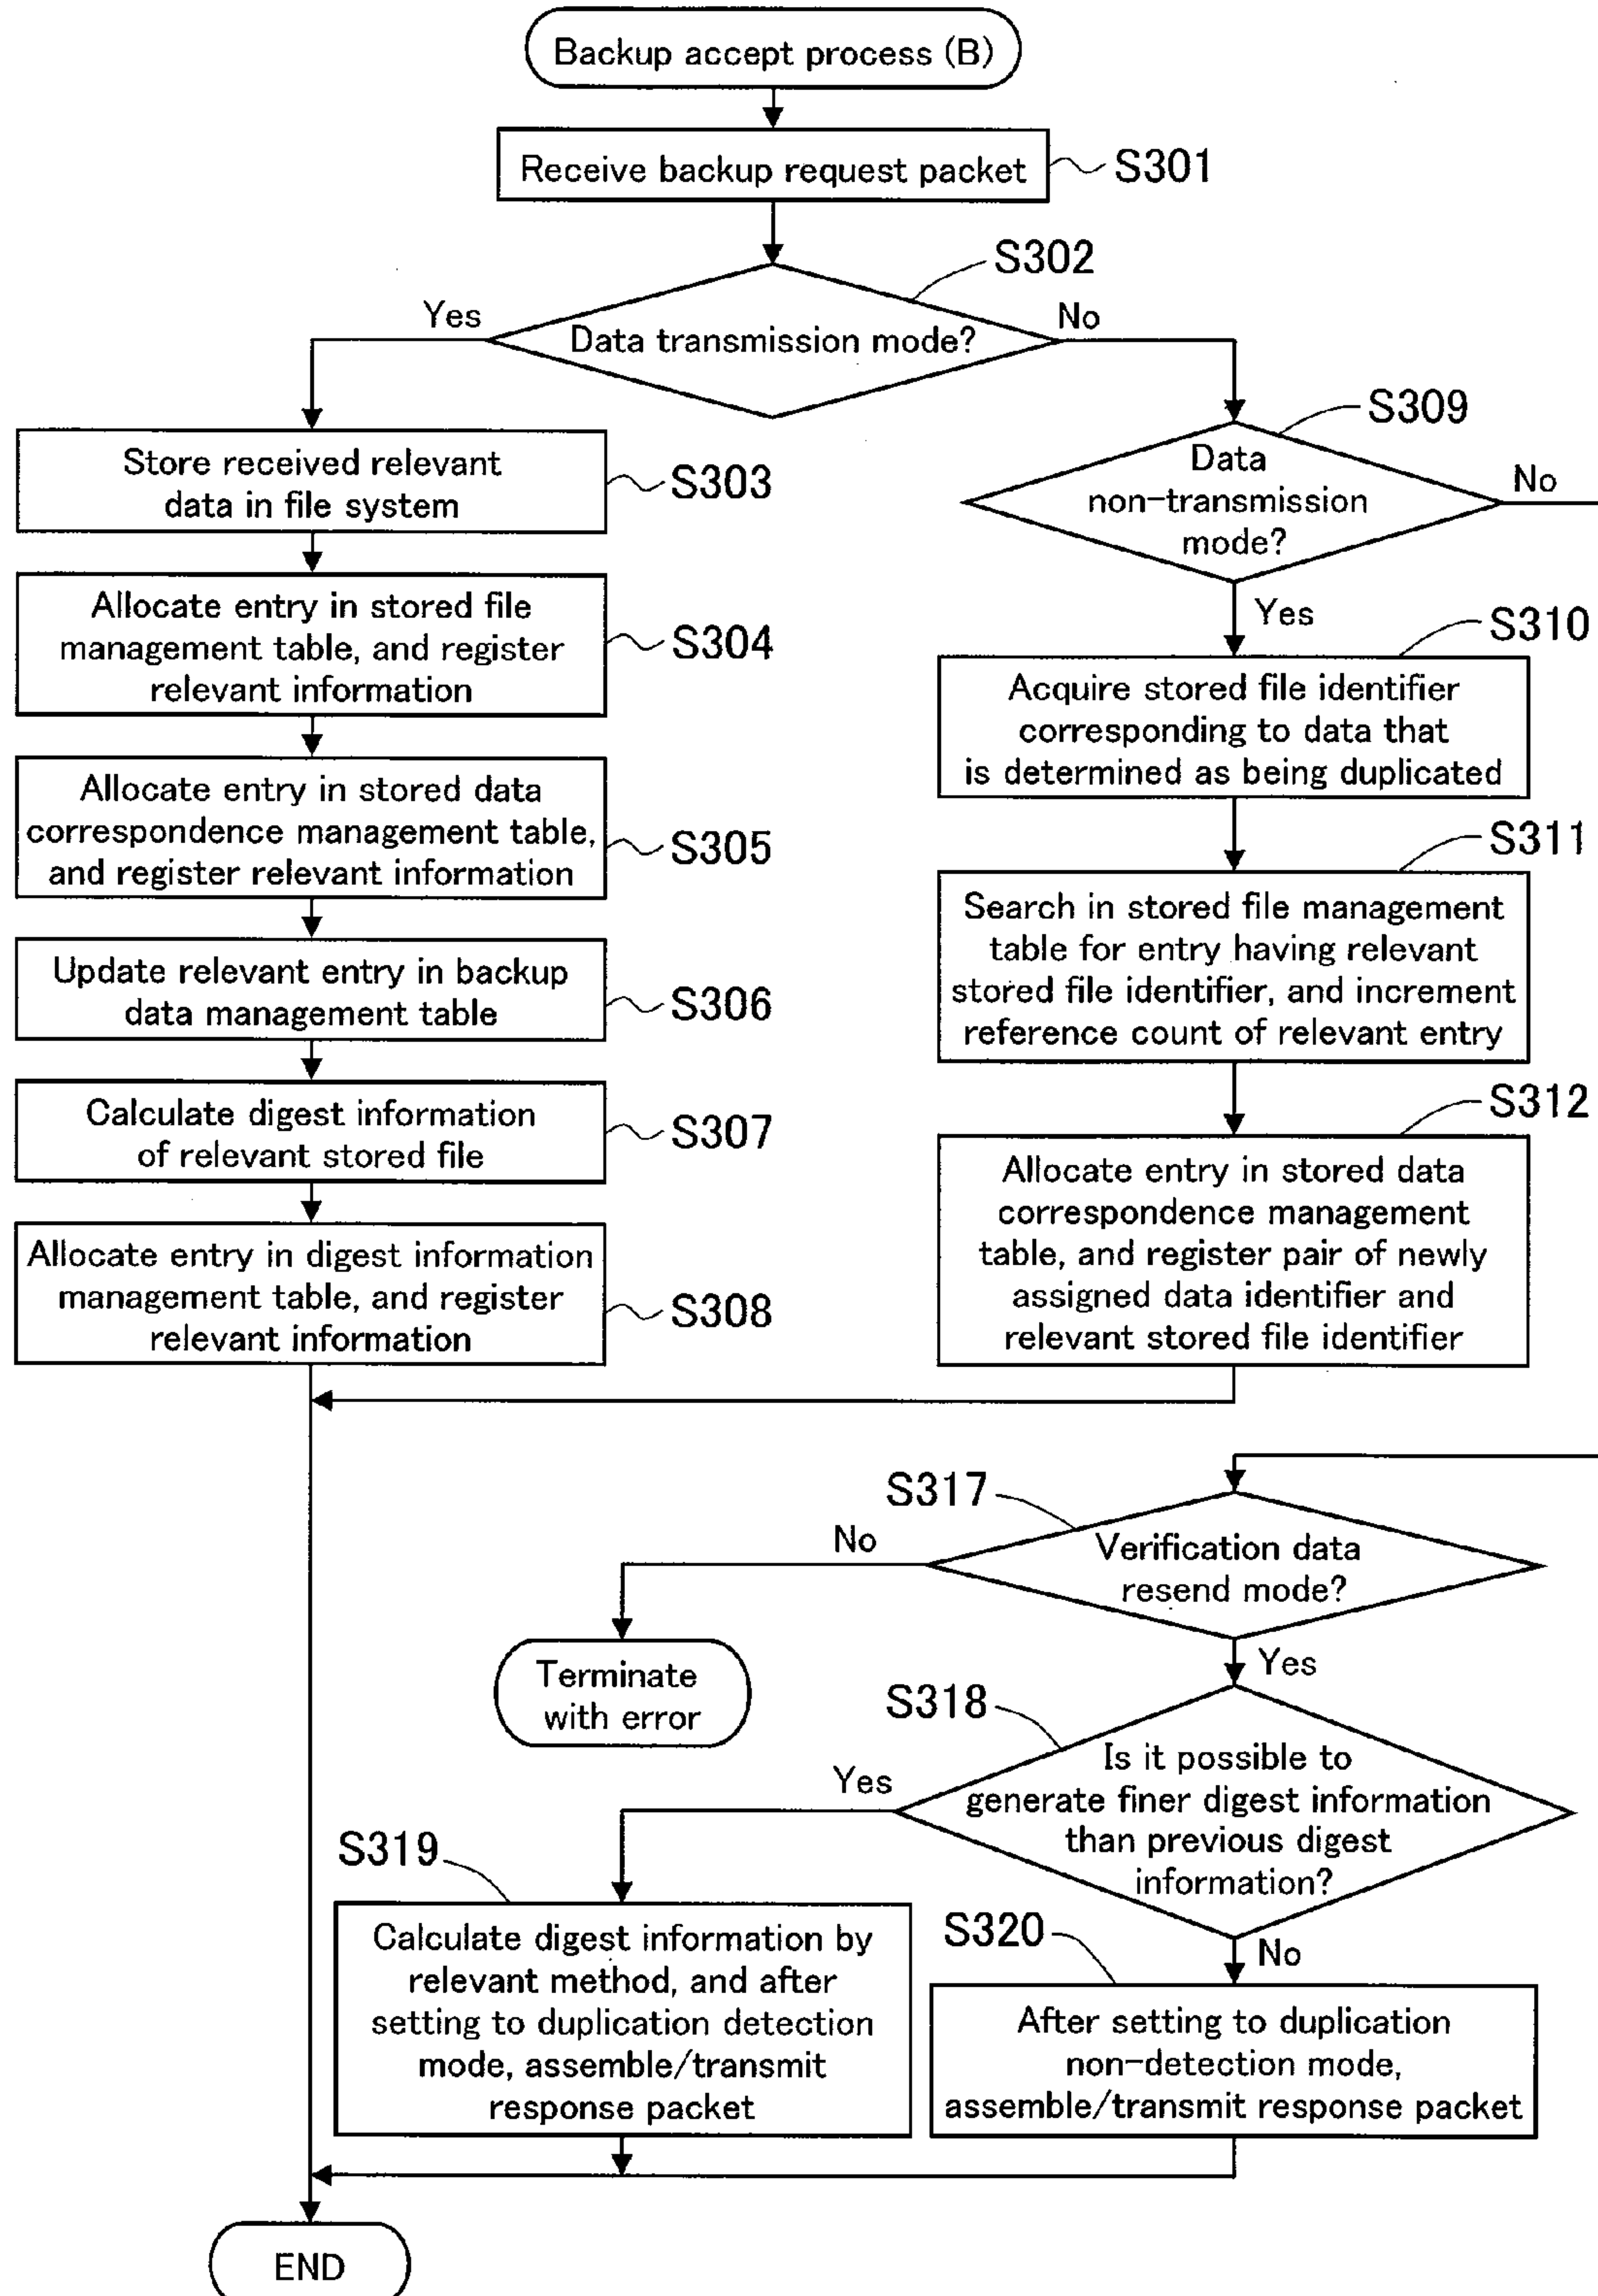 Backup accept process (B)
Receive backup request packet
S301
S302
Yes
No
Data transmission mode?
S309
Store received relevant
data in file system
S303
Data
non-transmission
mode?
No
Yes
Allocate entry in stored file
management table, and register
relevant information
S304
S310
Acquire stored file identifier
corresponding to data that
is determined as being duplicated
Allocate entry in stored data
correspondence management table,
and register relevant information
S305
S311
Search in stored file management
table for entry having relevant
stored file identifier, and increment
reference count of relevant entry
Update relevant entry in backup
data management table
S306
Calculate digest information
of relevant stored file
S307
S312
Allocate entry in stored data
correspondence management
table, and register pair of newly
assigned data identifier and
relevant stored file identifier
Allocate entry in digest information
management table, and register
relevant information
S308
S317
No
Verification data
resend mode?
Yes
Terminate
with error
S318
Yes
Is it possible to
generate finer digest information
than previous digest
information?
No
S319
Calculate digest information by
relevant method, and after
setting to duplication detection
mode, assemble/transmit
response packet
S320
After setting to duplication
non-detection mode,
assemble/transmit response packet
END